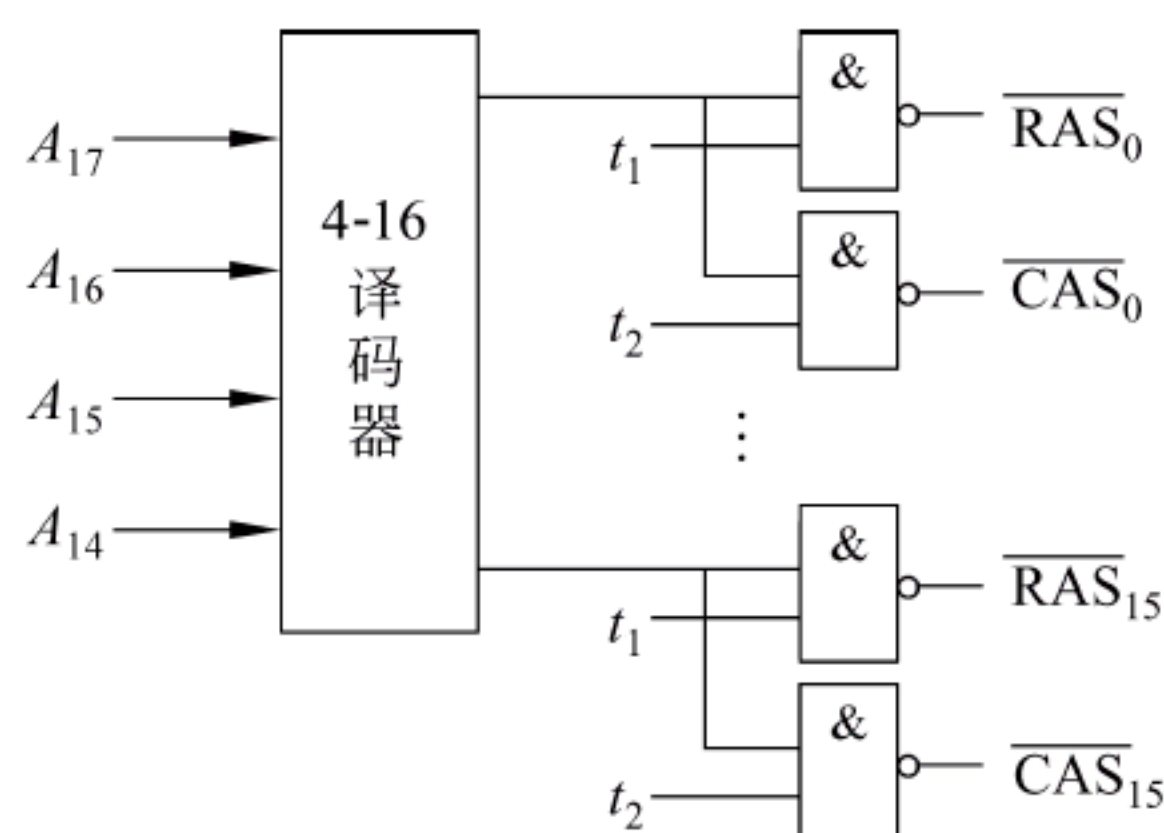 A17
A16
A15
A14
4-16
译
码
器
&
t1
RAS0
&
t2
CAS0
⋮
&
t1
RAS15
&
t2
CAS15